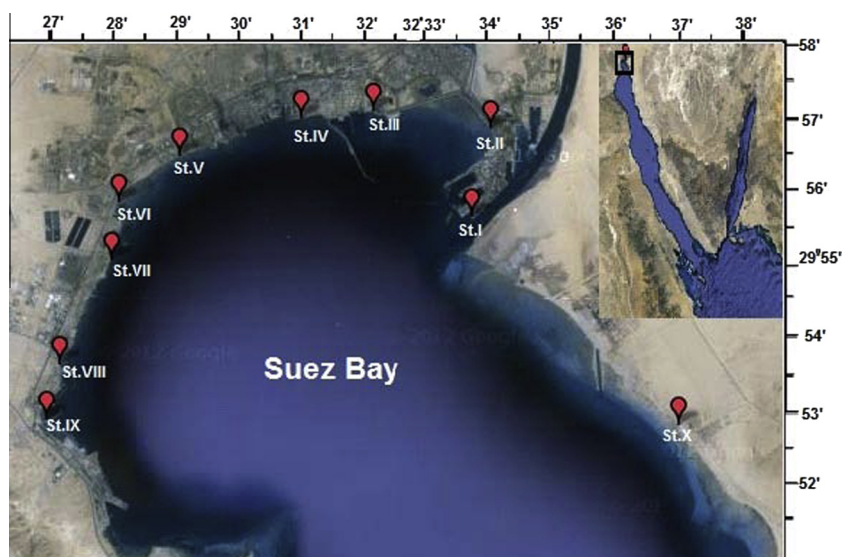 27' 28' 29' 30' 31' 32' 32°33' 34' 35' 36' 37' 38'
58'
57'
56'
29°55'
54'
53'
52'
St.III
St.IV
St.II
St.V
St.VI
St.I
St.VII
St.VIII
Suez Bay
St.IX
St.X
2012 Google